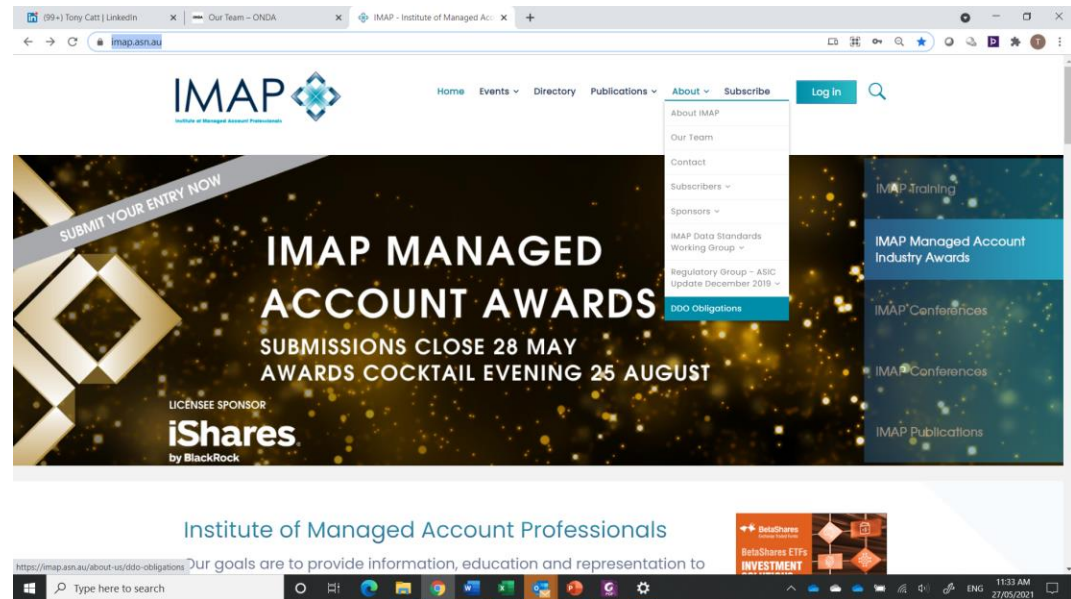 (99+) Tony Catt | LinkedIn
Our Team – ONDA
IMAP - Institute of Managed Acc
imap.asn.au
T
IMAP
Institute of Managed Account Professionals
Home Events Directory Publications About Subscribe Log in
About IMAP
Our Team
Contact
Subscribers
Sponsors
IMAP Data Standards
Working Group
Regulatory Group – ASIC
Update December 2019
DDO Obligations
SUBMIT YOUR ENTRY NOW
IMAP MANAGED
ACCOUNT AWARDS
SUBMISSIONS CLOSE 28 MAY
AWARDS COCKTAIL EVENING 25 AUGUST
LICENSEE SPONSOR
iShares
by BlackRock
IMAP Training
IMAP Managed Account
Industry Awards
IMAP Conferences
IMAP Conferences
IMAP Publications
Institute of Managed Account Professionals
Our goals are to provide information, education and representation to
BetaShares
Exchange Traded Funds
BetaShares ETFs
INVESTMENT
https://imap.asn.au/about-us/ddo-obligations
Type here to search
ENG
11:33 AM
27/05/2021